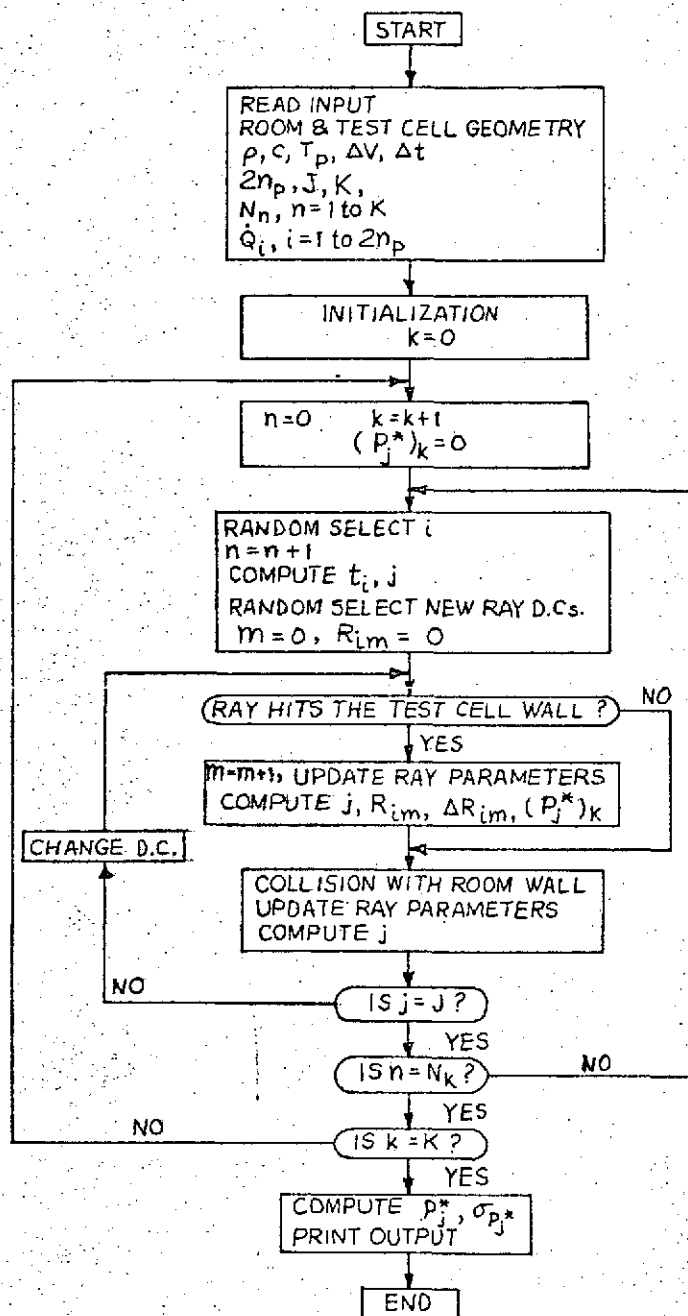 START
READ INPUT
ROOM & TEST CELL GEOMETRY
ρ, c, T_p, ΔV, Δt
2n_p, J, K,
N_n, n=1 to K
Q̇_i, i=1 to 2n_p
INITIALIZATION
k=0
n=0 k=k+1
(P_j^*)_k=0
RANDOM SELECT i
n=n+1
COMPUTE t_i, j
RANDOM SELECT NEW RAY D.Cs.
m=0, R_im = 0
RAY HITS THE TEST CELL WALL ?
NO
YES
m=m+1, UPDATE RAY PARAMETERS
COMPUTE j, R_im, ΔR_im, (P_j^*)_k
CHANGE D.C.
COLLISION WITH ROOM WALL
UPDATE RAY PARAMETERS
COMPUTE j
NO
IS j=J ?
YES
IS n=N_k ?
NO
YES
NO
IS k=K ?
YES
COMPUTE P_j^*, σ_P_j^*
PRINT OUTPUT
END